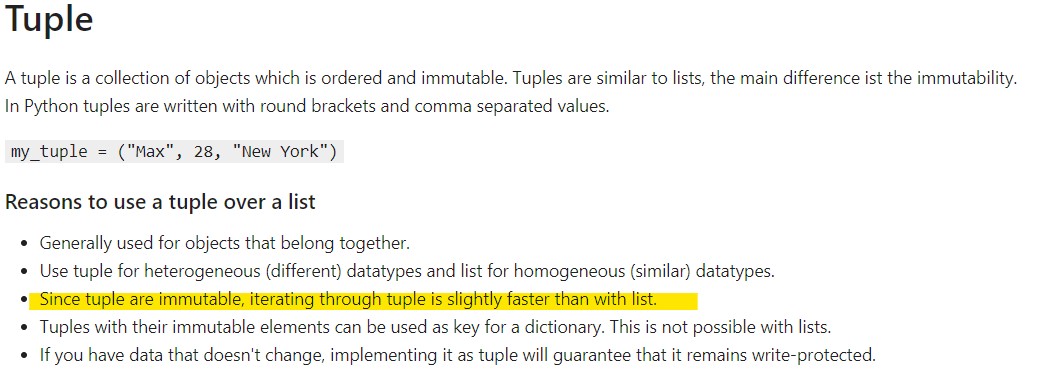 Tuple
A tuple is a collection of objects which is ordered and immutable. Tuples are similar to lists, the main difference ist the immutability.
In Python tuples are written with round brackets and comma separated values.
my_tuple = ("Max", 28, "New York")
Reasons to use a tuple over a list
• Generally used for objects that belong together.
• Use tuple for heterogeneous (different) datatypes and list for homogeneous (similar) datatypes.
• Since tuple are immutable, iterating through tuple is slightly faster than with list.
• Tuples with their immutable elements can be used as key for a dictionary. This is not possible with lists.
• If you have data that doesn't change, implementing it as tuple will guarantee that it remains write-protected.